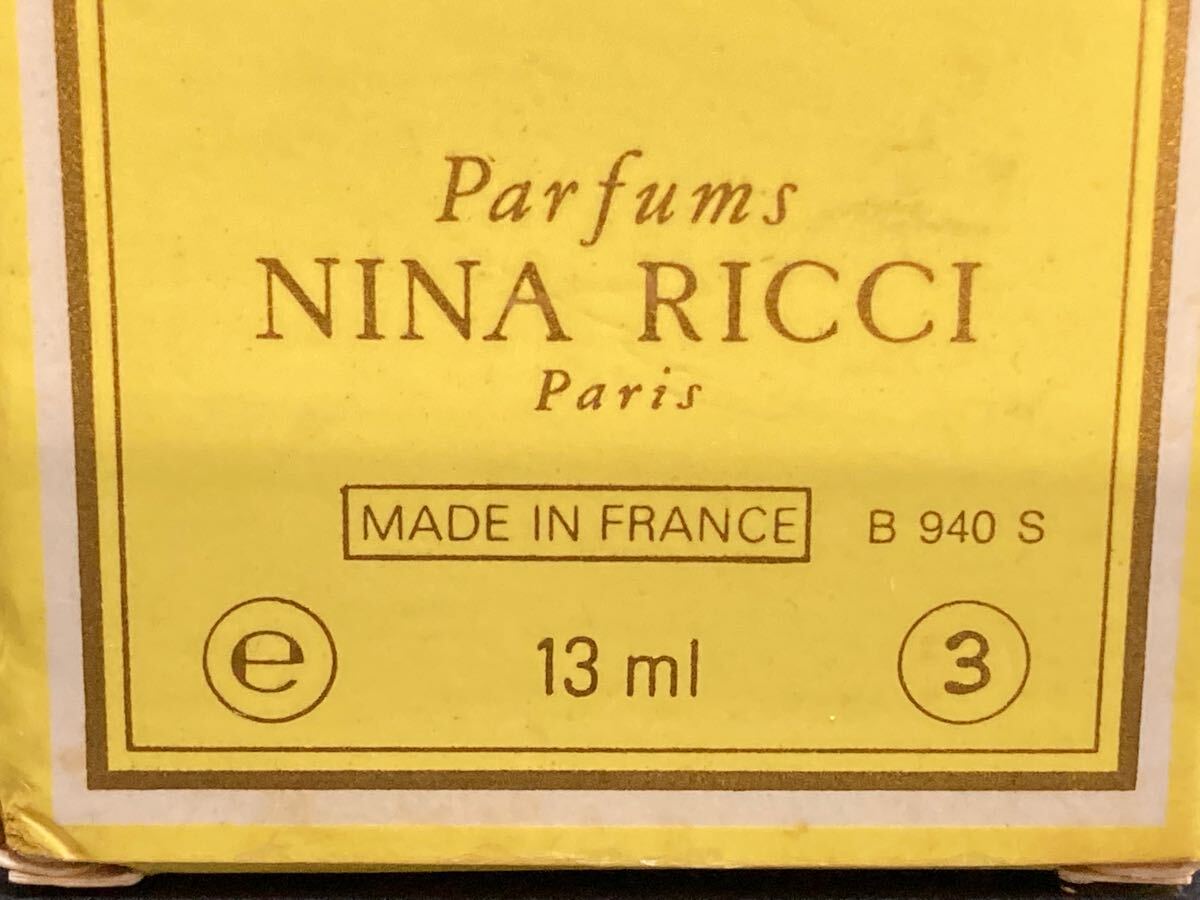 Parfums
NINA RICCI
Paris
MADE IN FRANCE B 940 S
e 13 ml 3